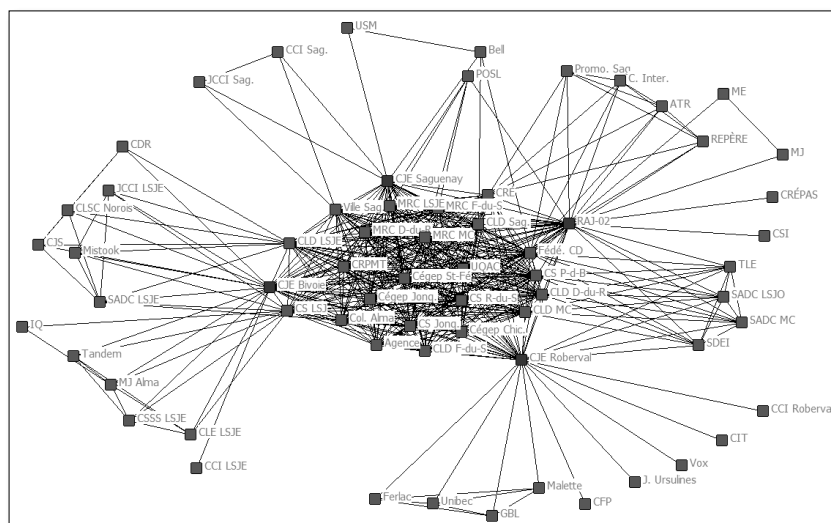 USM
CCI Sag.
Bell
JCCI Sag.
POSL
Promo. Sag.
C. Inter.
ME
ATR
REPÈRE
CDR
MJ
CJE Saguenay
JCCI LSJE
CRE
CRÉPAS
MRC LSJE
MRC F-du-S
CLSC Norois
Ville Sag.
RAJ-02
CLD Sag.
CSI
MRC D-du-R
MRC MC
CJS
CLD LSJE
Mistook
Fédé. CD
CRPMT
UQAC
TLE
Cégep St-Fé
CS P-d-B
CJE Bivoie
CLD D-du-R
SADC LSJO
SADC LSJE
Cégep Jonq.
CS R-du-S
CS LSJ
CLD MC
Col. Alma
SADC MC
IQ
CS Jonq.
Cégep Chic.
Agence
SDEI
CLD F-du-S
Tandem
CJE Roberval
MJ Alma
CCI Roberva
CSSS LSJE
CLE LSJE
CIT
CCI LSJE
Vox
J. Ursulines
Malette
Ferlac
Unibec
CFP
GBL